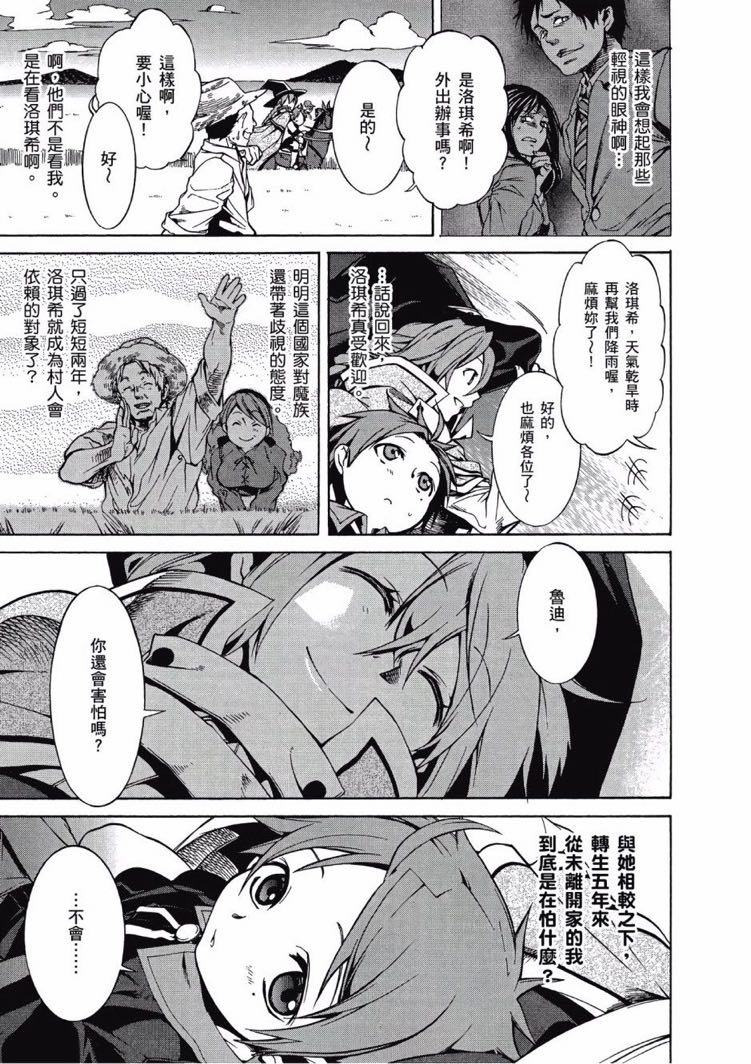 這樣我會想起那些
輕視的眼神啊…
是洛琪希啊！
外出辦事嗎？
是的～
這樣啊，
要小心喔！
好～
啊，他們不是看我。
是在看洛琪希啊。
洛琪希，天氣乾旱時
再幫我們降雨喔，
麻煩妳了～！
好的，
也麻煩各位了～
…話說回來，
洛琪希真受歡迎。
明明這個國家對魔族
還帶著歧視的態度。
只過了短短兩年，
洛琪希就成為村人會
依賴的對象了？
魯迪，
你還會害怕嗎？
與她相較之下，
轉生五年來
從未離開家的我
到底是在怕什麼？
…不會……